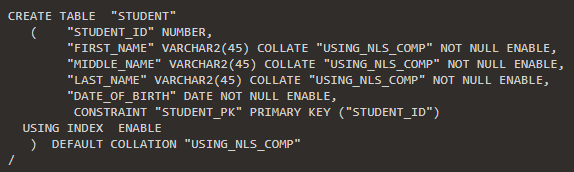 CREATE TABLE  "STUDENT"
   (    "STUDENT_ID" NUMBER,
        "FIRST_NAME" VARCHAR2(45) COLLATE "USING_NLS_COMP" NOT NULL ENABLE,
        "MIDDLE_NAME" VARCHAR2(45) COLLATE "USING_NLS_COMP" NOT NULL ENABLE,
        "LAST_NAME" VARCHAR2(45) COLLATE "USING_NLS_COMP" NOT NULL ENABLE,
        "DATE_OF_BIRTH" DATE NOT NULL ENABLE,
         CONSTRAINT "STUDENT_PK" PRIMARY KEY ("STUDENT_ID")
  USING INDEX  ENABLE
   )  DEFAULT COLLATION "USING_NLS_COMP"
/